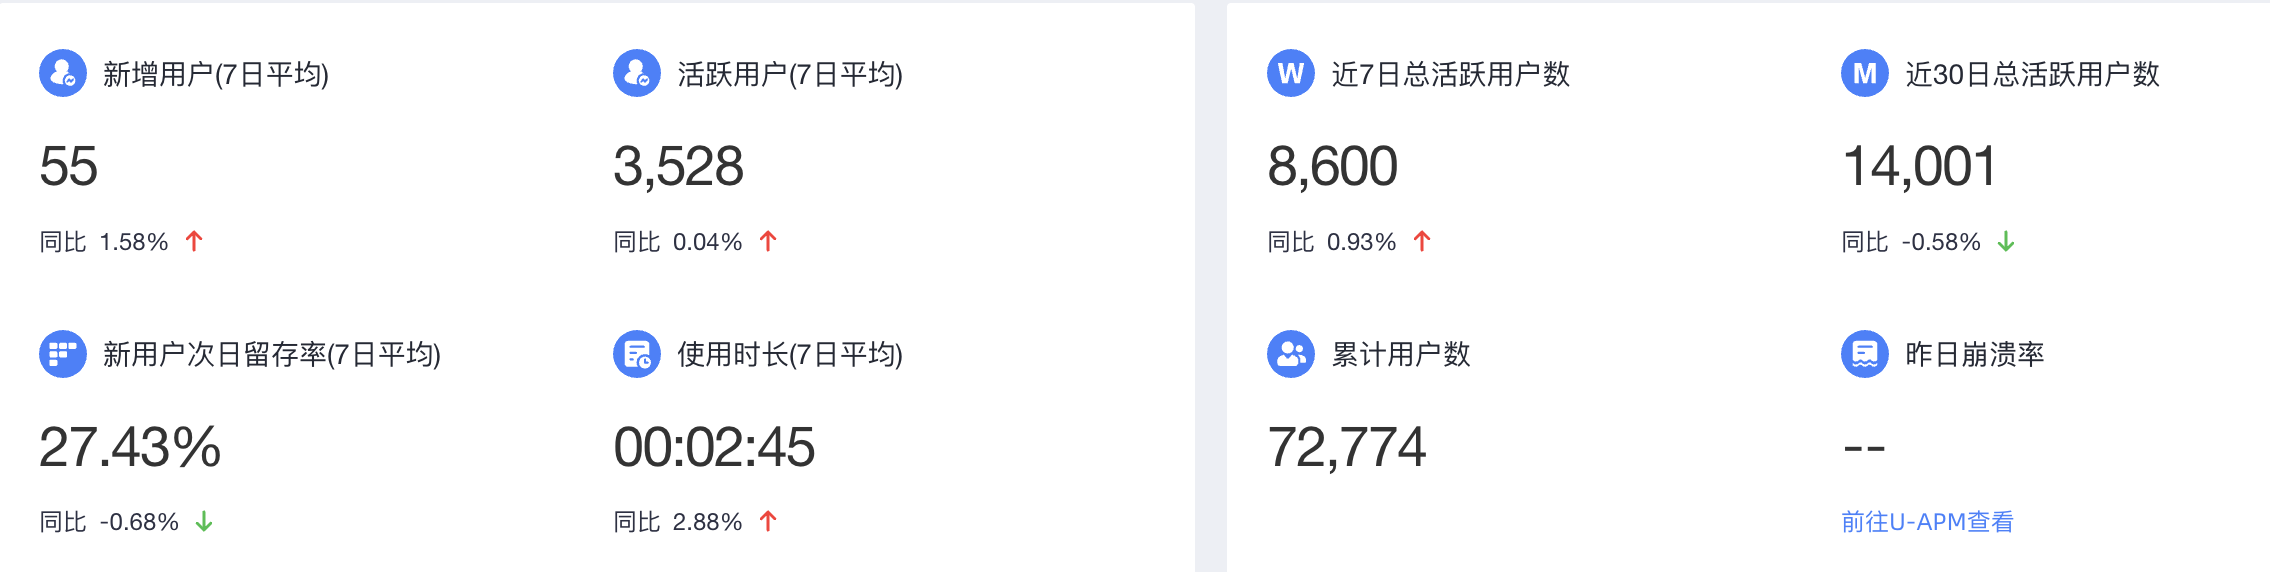 新增用户(7日平均)
活跃用户(7日平均)
W 近7日总活跃用户数
M 近30日总活跃用户数
55
3,528
8,600
14,001
同比 1.58% ↑
同比 0.04% ↑
同比 0.93% ↑
同比 -0.58% ↓
新用户次日留存率(7日平均)
使用时长(7日平均)
累计用户数
昨日崩溃率
27.43%
00:02:45
72,774
--
同比 -0.68% ↓
同比 2.88% ↑
前往U-APM查看